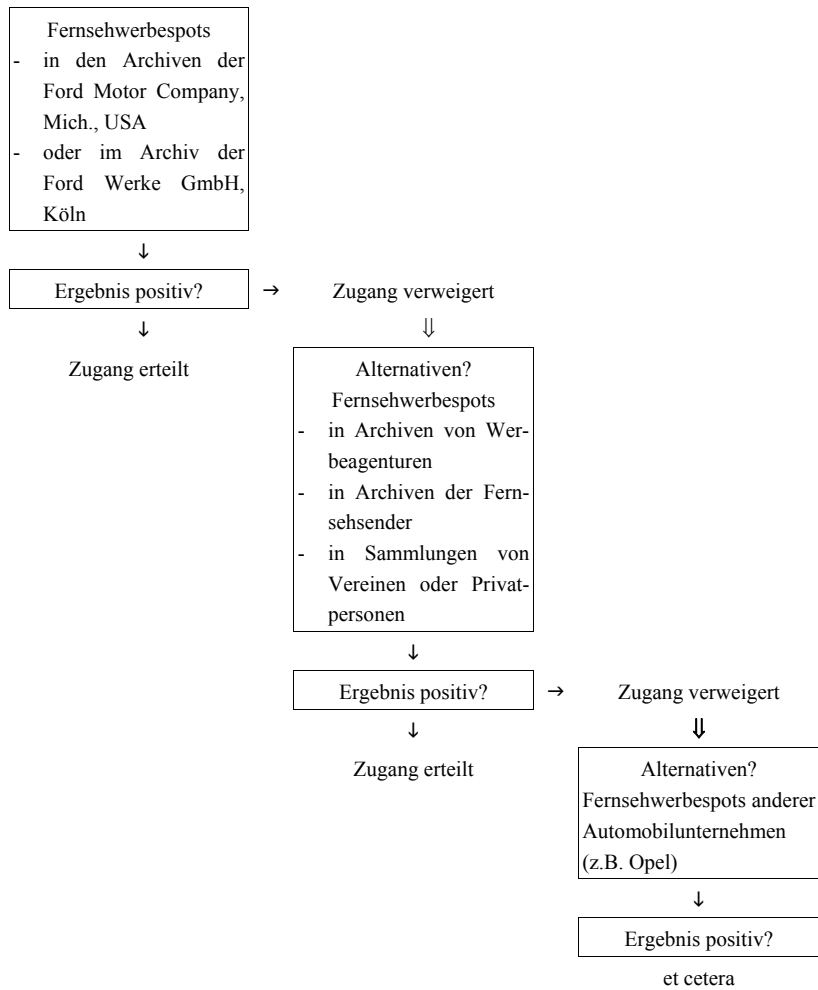 Fernsehwerbespots
- in den Archiven der
Ford Motor Company,
Mich., USA
- oder im Archiv der
Ford Werke GmbH,
Köln
↓
Ergebnis positiv? → Zugang verweigert
↓ ⇓
Zugang erteilt
Alternativen?
Fernsehwerbespots
- in Archiven von Wer-
beagenturen
- in Archiven der Fern-
sehsender
- in Sammlungen von
Vereinen oder Privat-
personen
↓
Ergebnis positiv? → Zugang verweigert
↓ ⇓
Zugang erteilt
Alternativen?
Fernsehwerbespots anderer
Automobilunternehmen
(z.B. Opel)
↓
Ergebnis positiv?
et cetera